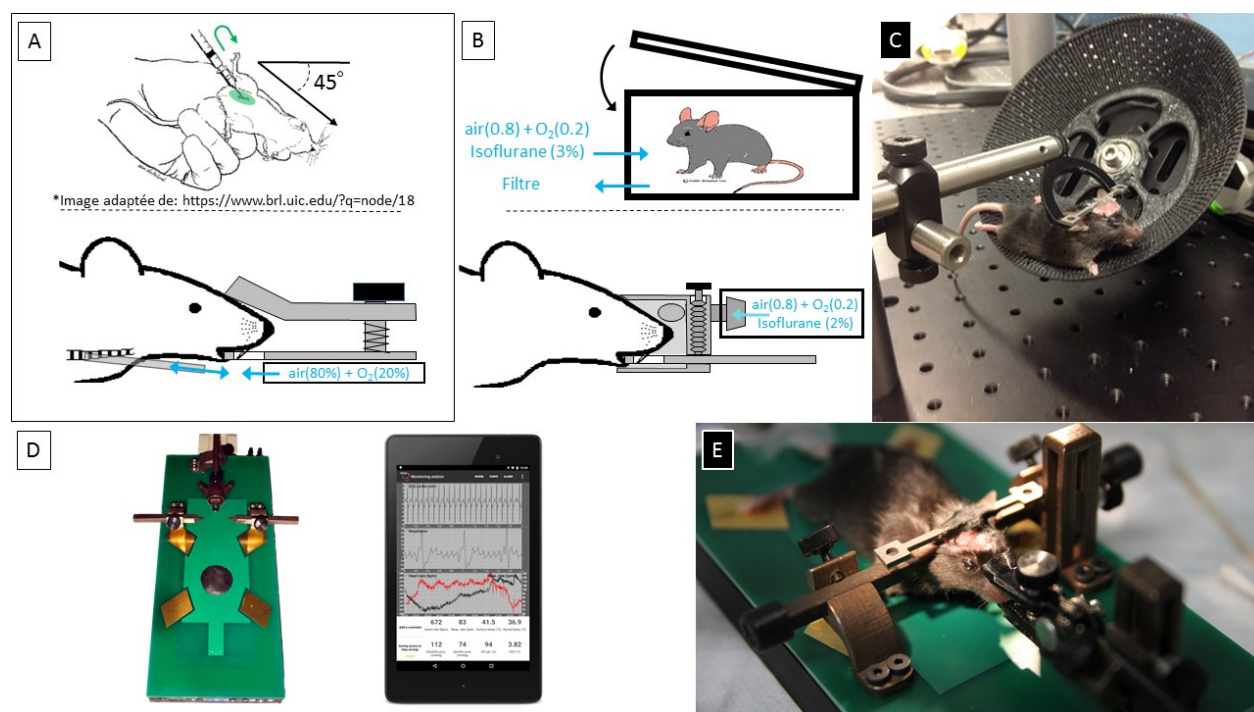 A
45°
*Image adaptée de: https://www.brl.uic.edu/?q=node/18
air(80%) + O₂(20%)
B
air(0.8) + O₂(0.2)
Isoflurane (3%)
Filtre
air(0.8) + O₂(0.2)
Isoflurane (2%)
C
D
Monitoring station
Respiration
672
83
41.5
36.9
112
74
94
3.82
E